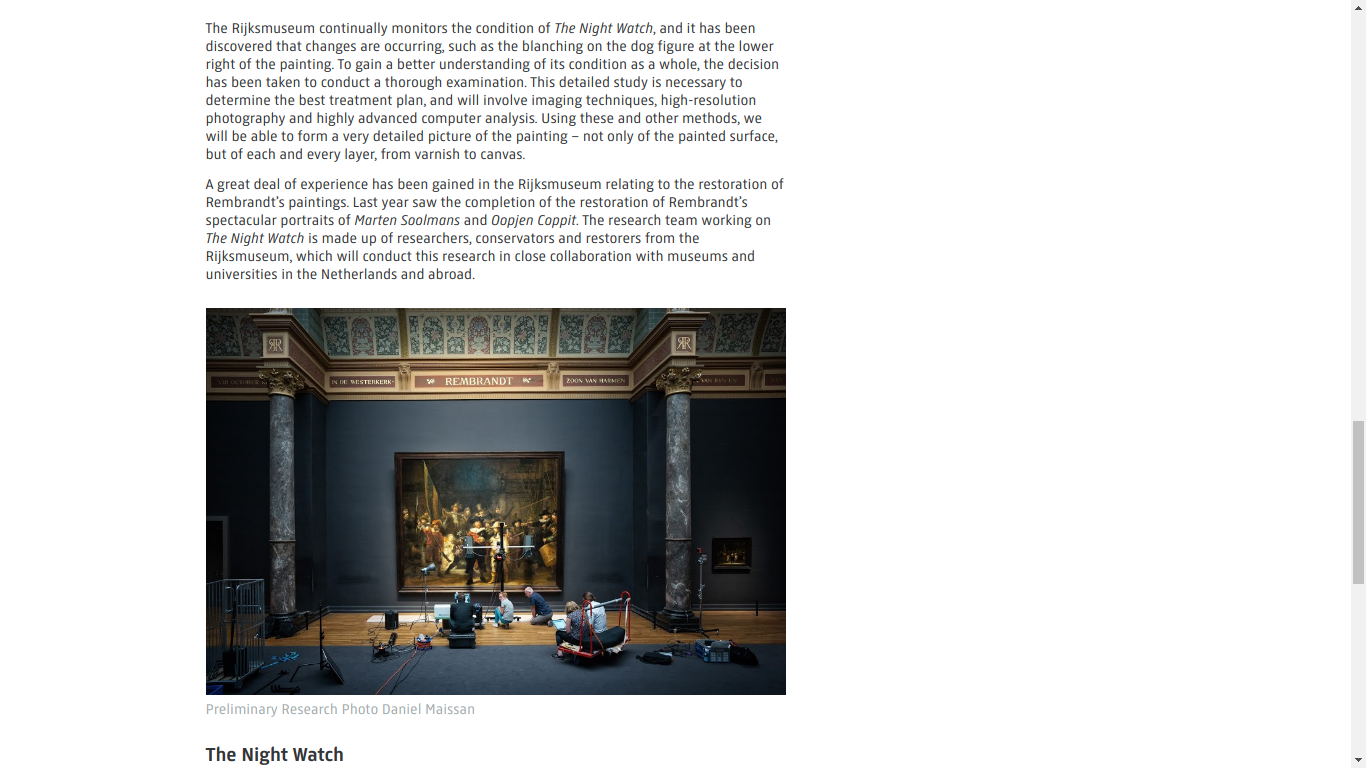 The Rijksmuseum continually monitors the condition of The Night Watch, and it has been
discovered that changes are occurring, such as the blanching on the dog figure at the lower
right of the painting. To gain a better understanding of its condition as a whole, the decision
has been taken to conduct a thorough examination. This detailed study is necessary to
determine the best treatment plan, and will involve imaging techniques, high-resolution
photography and highly advanced computer analysis. Using these and other methods, we
will be able to form a very detailed picture of the painting – not only of the painted surface,
but of each and every layer, from varnish to canvas.
A great deal of experience has been gained in the Rijksmuseum relating to the restoration of
Rembrandt's paintings. Last year saw the completion of the restoration of Rembrandt's
spectacular portraits of Marten Soolmans and Oopjen Coppit. The research team working on
The Night Watch is made up of researchers, conservators and restorers from the
Rijksmuseum, which will conduct this research in close collaboration with museums and
universities in the Netherlands and abroad.
IN DE WESTERKERK
REMBRANDT
ZOON VAN HARMEN
Preliminary Research Photo Daniel Maissan
The Night Watch